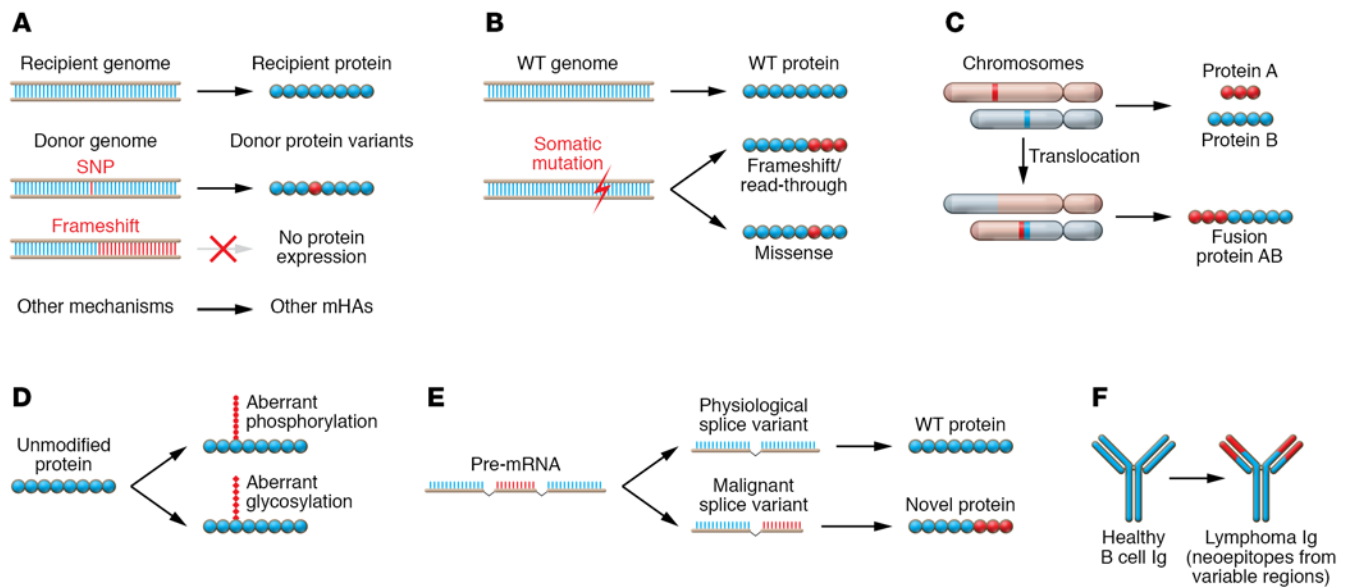 A
Recipient genome
Recipient protein
Donor genome
Donor protein variants
SNP
Frameshift
No protein
expression
Other mechanisms
Other mHAs
B
WT genome
WT protein
Somatic
mutation
Frameshift/
read-through
Missense
C
Chromosomes
Protein A
Protein B
Translocation
Fusion
protein AB
D
Unmodified
protein
Aberrant
phosphorylation
Aberrant
glycosylation
E
Pre-mRNA
Physiological
splice variant
WT protein
Malignant
splice variant
Novel protein
F
Healthy
B cell Ig
Lymphoma Ig
(neoepitopes from
variable regions)